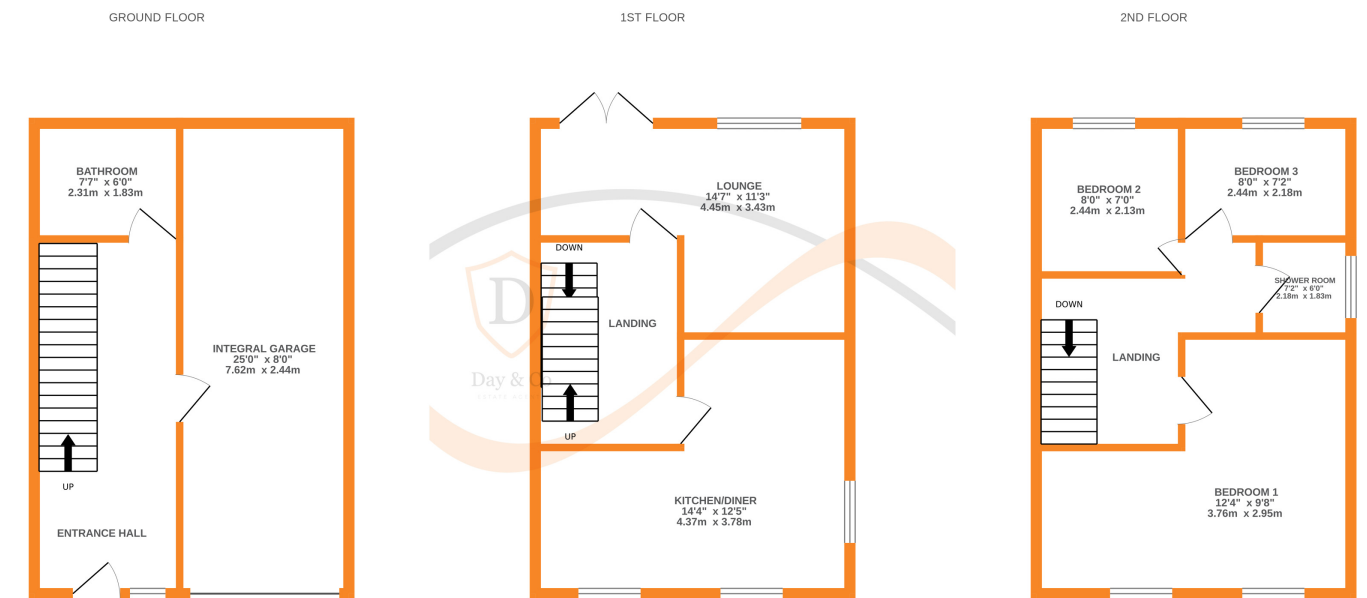 GROUND FLOOR
1ST FLOOR
2ND FLOOR
BATHROOM
7'7" x 6'0"
2.31m x 1.83m
INTEGRAL GARAGE
25'0" x 8'0"
7.62m x 2.44m
UP
ENTRANCE HALL
LOUNGE
14'7" x 11'3"
4.45m x 3.43m
DOWN
LANDING
UP
KITCHEN/DINER
14'4" x 12'5"
4.37m x 3.78m
D
Day & Co
ESTATE AGENTS
BEDROOM 2
8'0" x 7'0"
2.44m x 2.13m
BEDROOM 3
8'0" x 7'2"
2.44m x 2.18m
SHOWER ROOM
7'2" x 6'0"
2.18m x 1.83m
DOWN
LANDING
BEDROOM 1
12'4" x 9'8"
3.76m x 2.95m